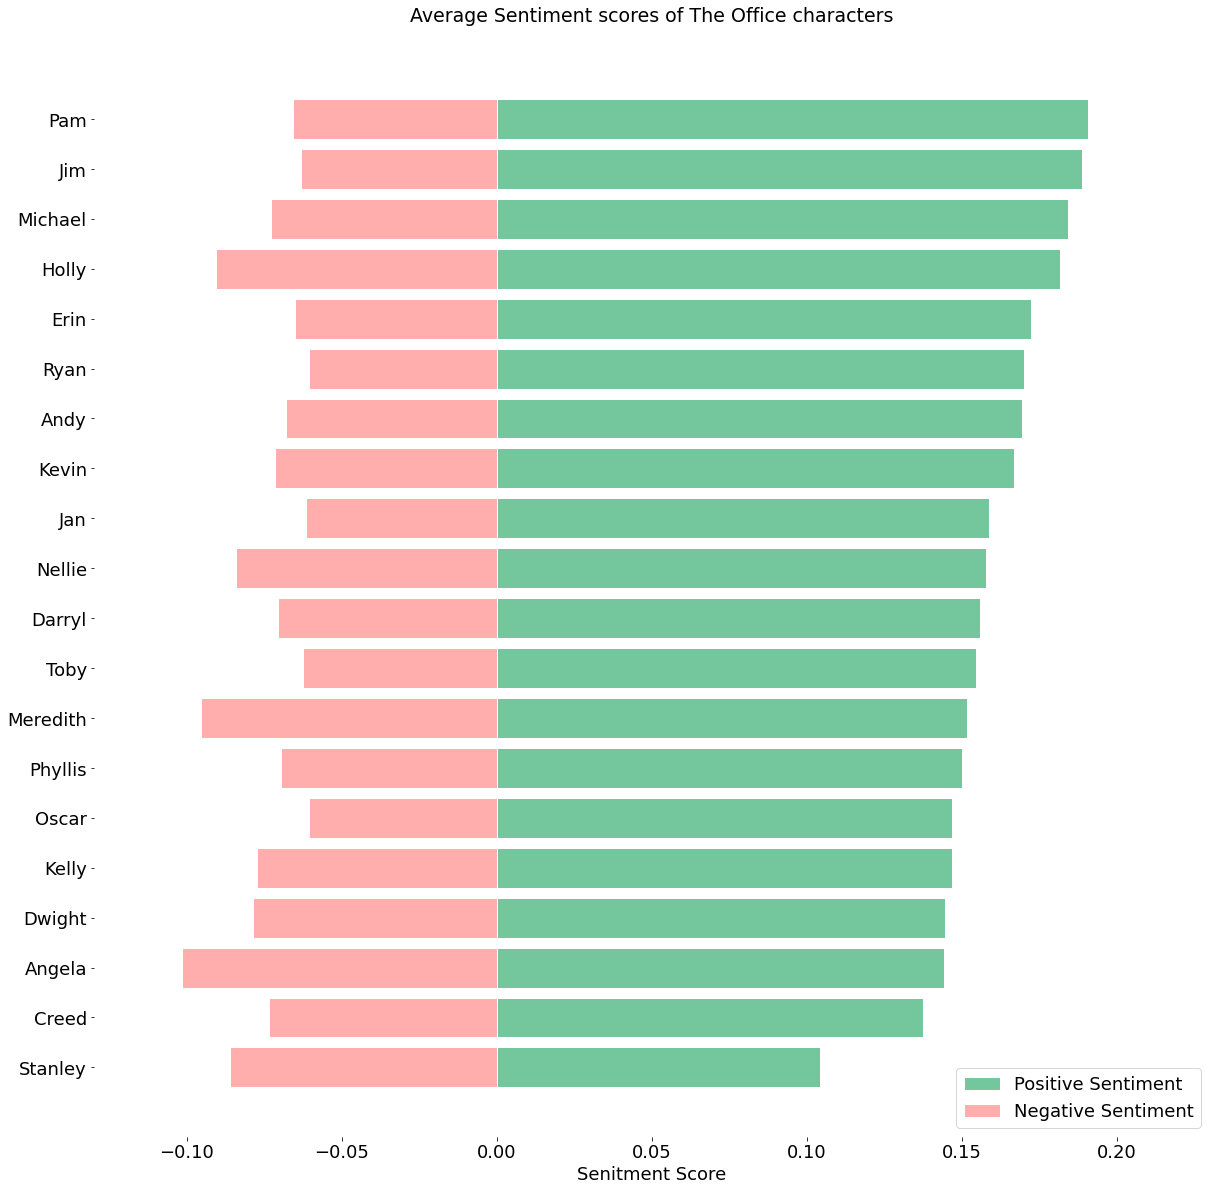 Average Sentiment scores of The Office characters
Pam
Jim
Michael
Holly
Erin
Ryan
Andy
Kevin
Jan
Nellie
Darryl
Toby
Meredith
Phyllis
Oscar
Kelly
Dwight
Angela
Creed
Stanley
Positive Sentiment
Negative Sentiment
−0.10 −0.05 0.00 0.05 0.10 0.15 0.20
Senitment Score